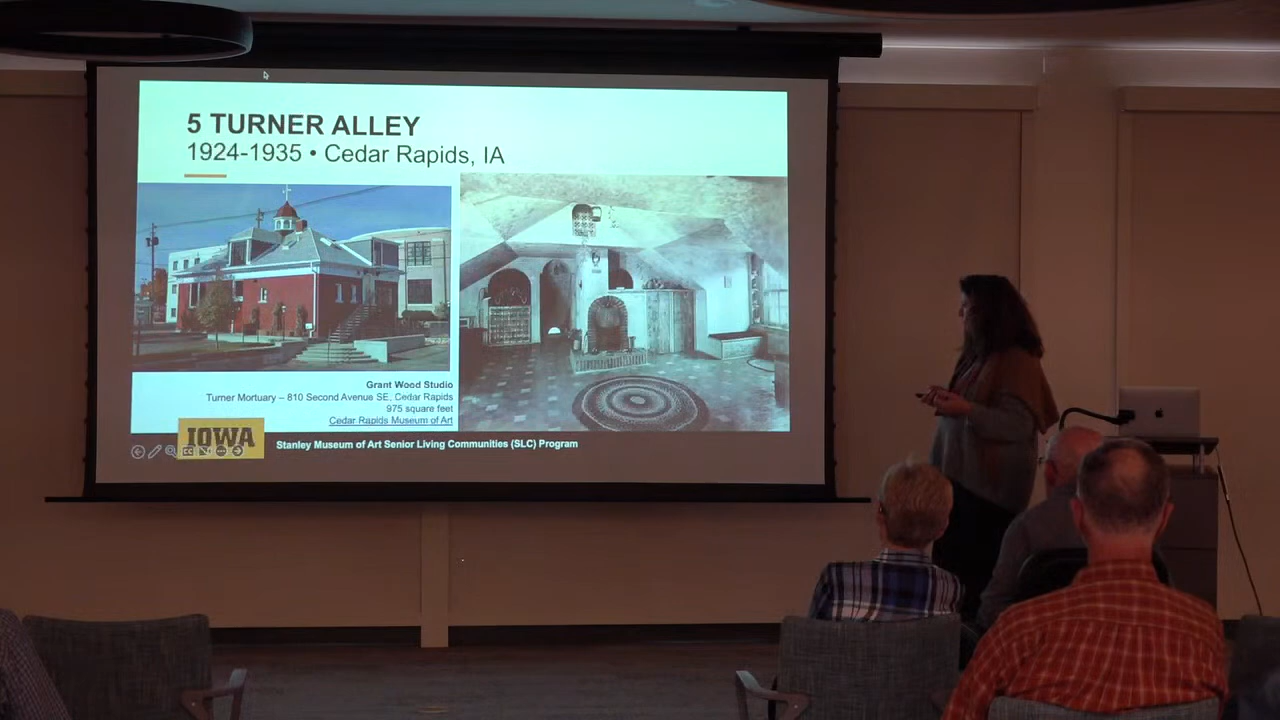 5 TURNER ALLEY
1924-1935 • Cedar Rapids, IA
Grant Wood Studio
Turner Mortuary – 810 Second Avenue SE, Cedar Rapids
975 square feet
Cedar Rapids Museum of Art
IOWA
Stanley Museum of Art Senior Living Communities (SLC) Program